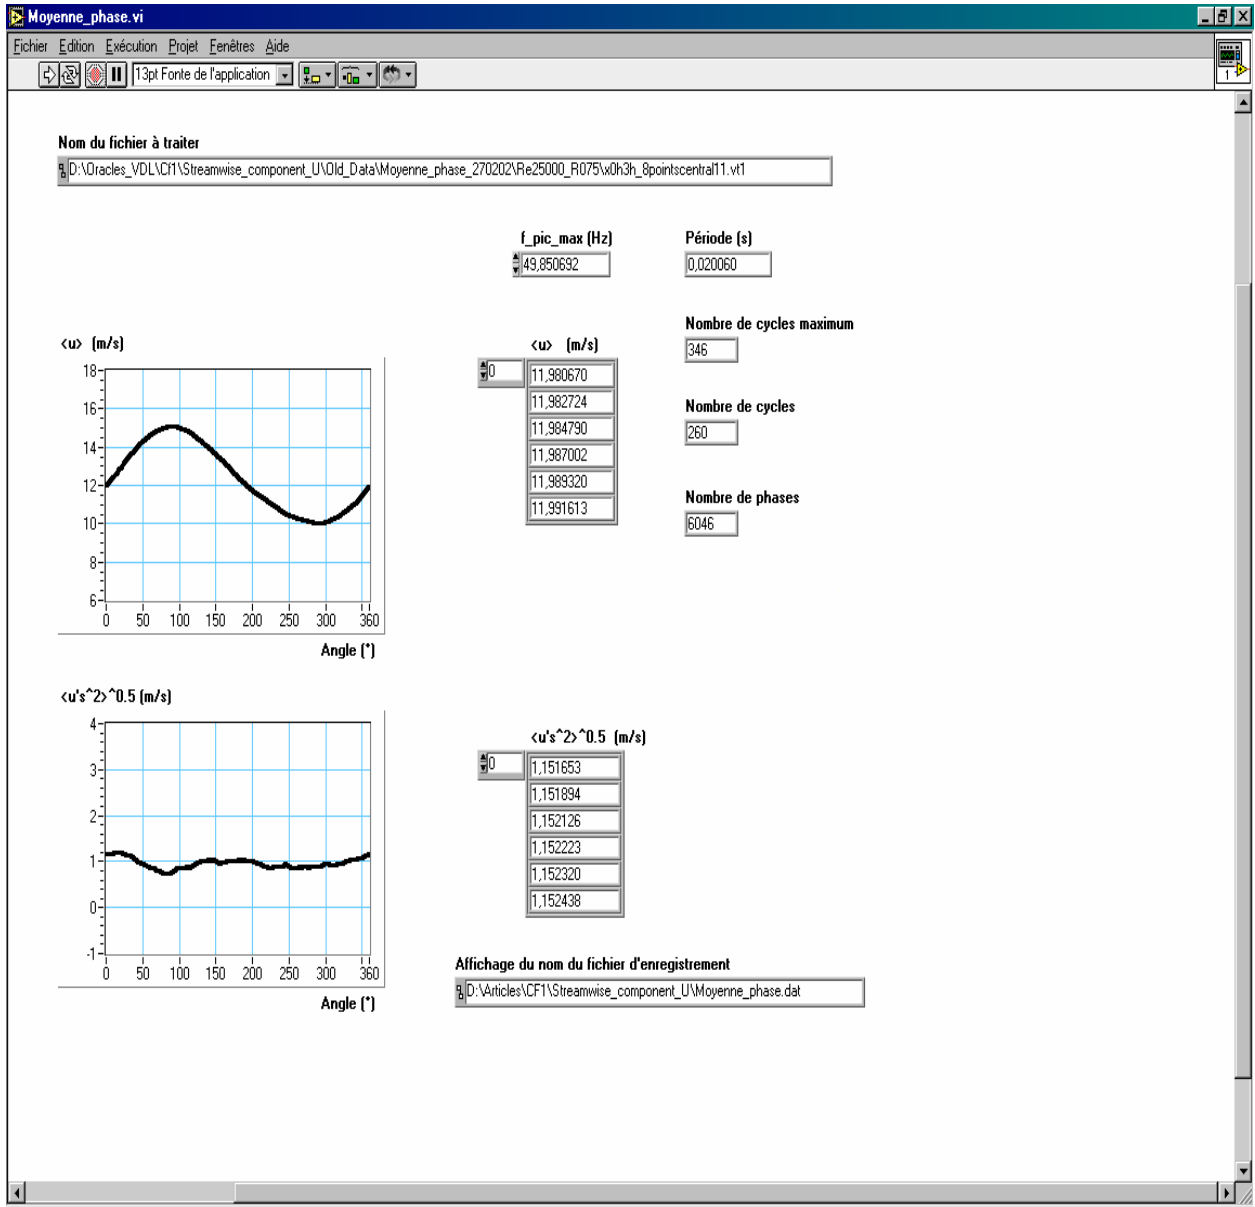 Moyenne_phase.vi
Fichier Edition Exécution Projet Fenêtres Aide
13pt Fonte de l'application
1
Nom du fichier à traiter
D:\Oracles_VDL\Cf1\Streamwise_component_U\Old_Data\Moyenne_phase_270202\Re25000_R075\x0h3h_8pointscentral11.vt1
f_pic_max (Hz)
49,850692
Période (s)
0,020060
Nombre de cycles maximum
346
Nombre de cycles
260
Nombre de phases
6046
<u> (m/s)
18
16
14
12
10
8
6
0 50 100 150 200 250 300 360
Angle (°)
<u> (m/s)
0
11,980670
11,982724
11,984790
11,987002
11,989320
11,991613
<u's^2>^0.5 (m/s)
4
3
2
1
0
-1
0 50 100 150 200 250 300 360
Angle (°)
<u's^2>^0.5 (m/s)
0
1,151653
1,151894
1,152126
1,152223
1,152320
1,152438
Affichage du nom du fichier d'enregistrement
D:\Articles\CF1\Streamwise_component_U\Moyenne_phase.dat